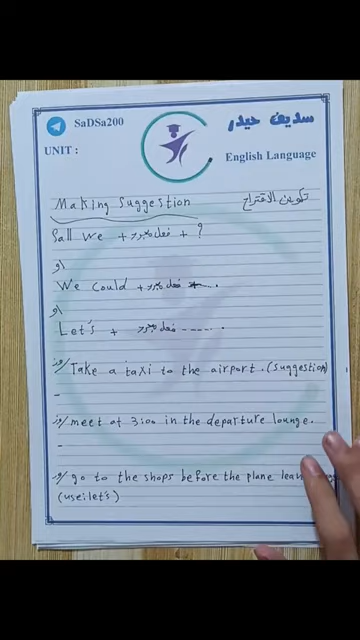 SaDSa200
سديف حيدر
UNIT :
English Language
Making Suggestion
تكوين الاقتراح
Sall We + فعل مجرد + ?
او
We Could + فعل مجرد .
او
Let's + فعل مجرد ------ .
Take a taxi to the airport. (Suggestion)
-
meet at 3:00 in the departure lounge.
-
go to the shops before the plane
(use: let's)